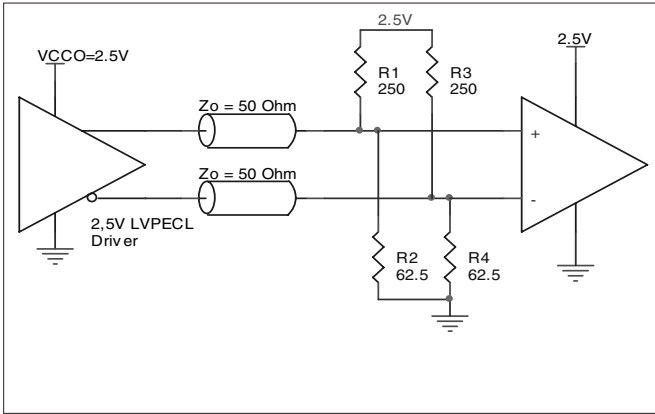 2.5V
VCCO=2.5V
R1
250
R3
250
2.5V
Zo = 50 Ohm
+
Zo = 50 Ohm
-
2,5V LVPECL
Driver
R2
62.5
R4
62.5